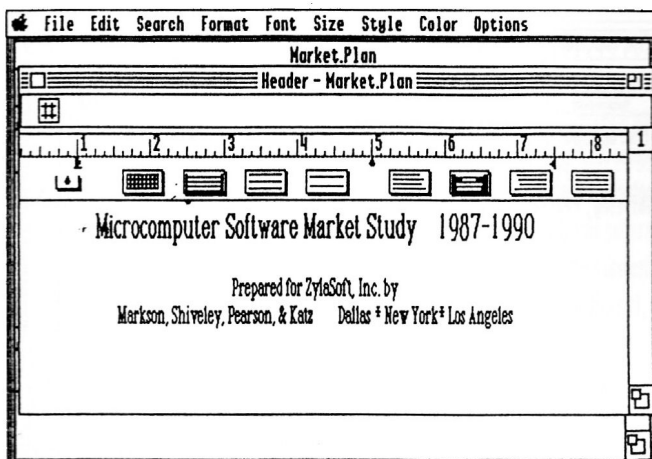 File Edit Search Format Font Size Style Color Options
Market.Plan
Header - Market.Plan
#
1 2 3 4 5 6 7 8 1
Microcomputer Software Market Study 1987-1990
Prepared for ZylaSoft, Inc. by
Markson, Shiveley, Pearson, & Katz Dallas * New York* Los Angeles